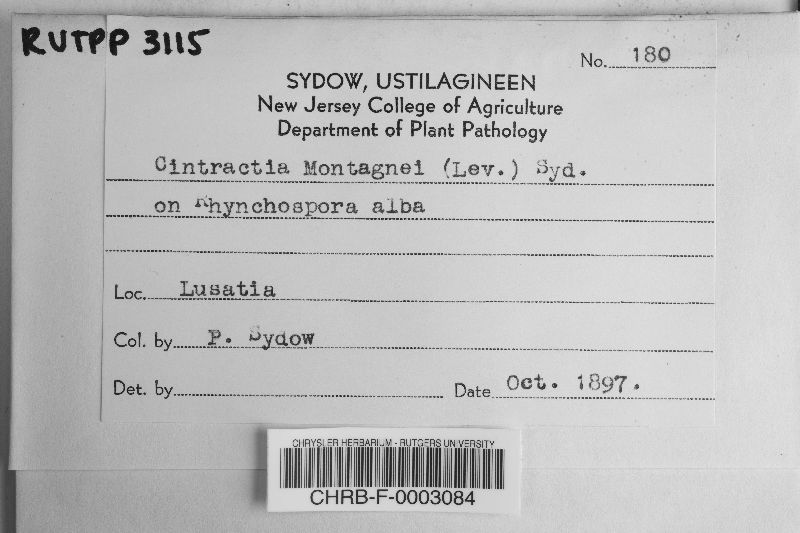 RUTPP 3115
No. 180
SYDOW, USTILAGINEEN
New Jersey College of Agriculture
Department of Plant Pathology
Cintractia Montagnei (Lev.) Syd.
on Rhynchospora alba
Loc. Lusatia
Col. by P. Sydow
Det. by
Date Oct. 1897.
CHRYSLER HERBARIUM - RUTGERS UNIVERSITY
CHRB-F-0003084